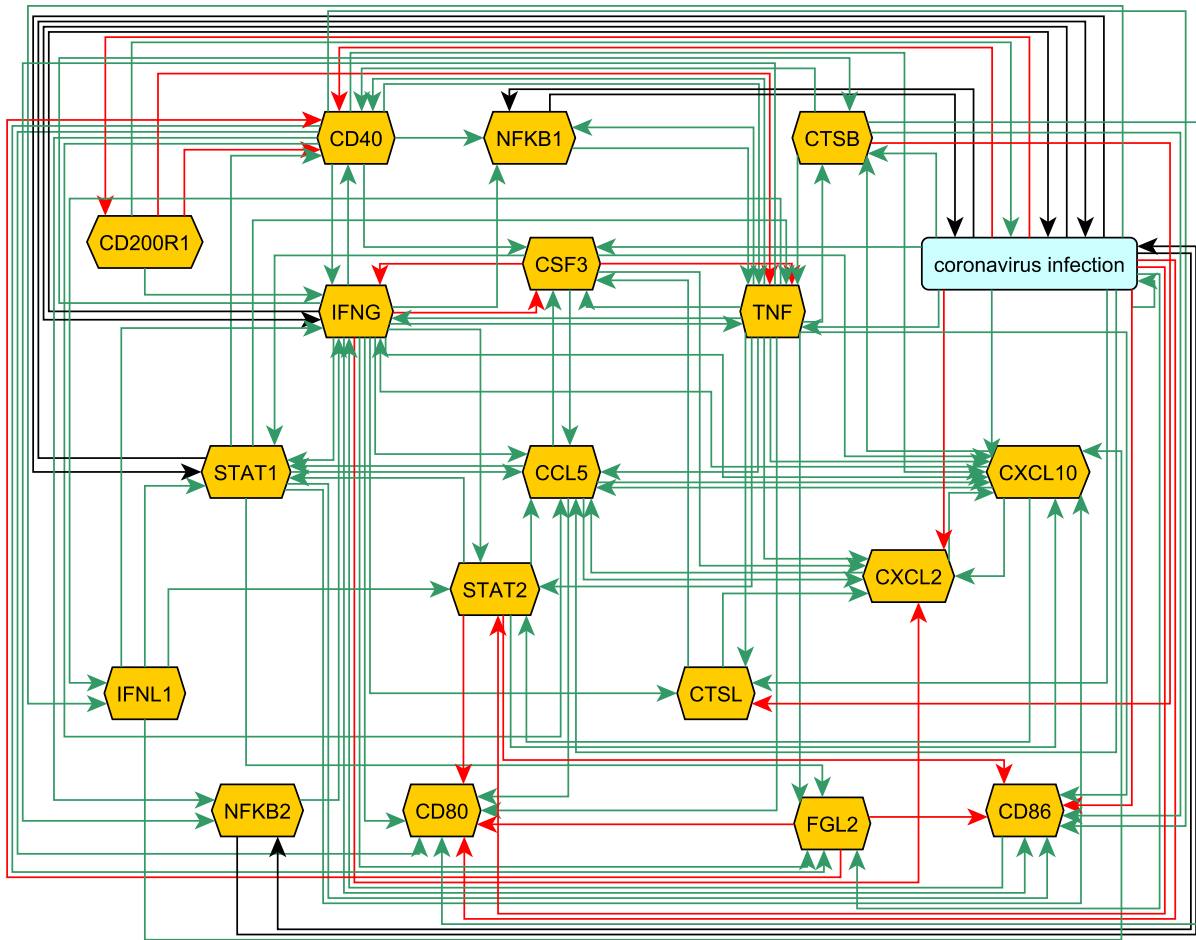 CD40
NFKB1
CTSB
CD200R1
CSF3
coronavirus infection
IFNG
TNF
STAT1
CCL5
CXCL10
STAT2
CXCL2
IFNL1
CTSL
NFKB2
CD80
FGL2
CD86